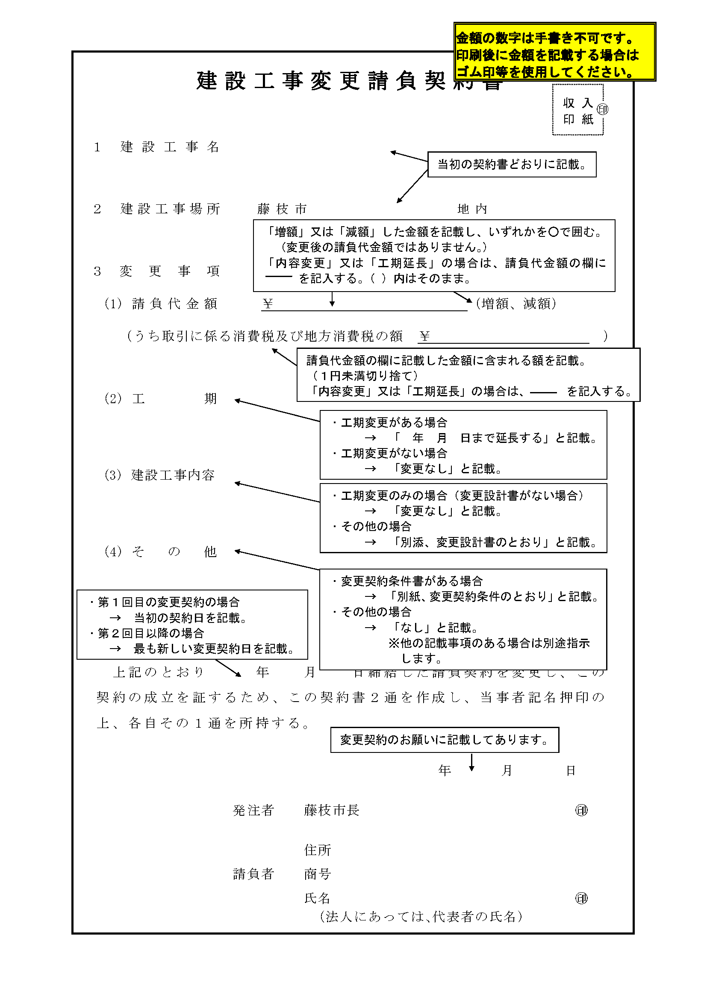 金額の数字は手書き不可です。
印刷後に金額を記載する場合は
ゴム印等を使用してください。
建設工事変更請負契約書
収入
印紙
㊞
1 建設工事名
当初の契約書どおりに記載。
2 建設工事場所 藤枝市 地内
「増額」又は「減額」した金額を記載し、いずれかを〇で囲む。
（変更後の請負代金額ではありません。）
「内容変更」又は「工期延長」の場合は、請負代金額の欄に
――― を記入する。（ ）内はそのまま。
3 変更事項
(1) 請負代金額 ￥ （増額、減額）
（うち取引に係る消費税及び地方消費税の額 ￥ ）
請負代金額の欄に記載した金額に含まれる額を記載。
（１円未満切り捨て）
「内容変更」又は「工期延長」の場合は、――― を記入する。
(2) 工期
・工期変更がある場合
→ 「 年 月 日まで延長する」と記載。
・工期変更がない場合
→ 「変更なし」と記載。
(3) 建設工事内容
・工期変更のみの場合（変更設計書がない場合）
→ 「変更なし」と記載。
・その他の場合
→ 「別添、変更設計書のとおり」と記載。
(4) その他
・変更契約条件書がある場合
→ 「別紙、変更契約条件のとおり」と記載。
・その他の場合
→ 「なし」と記載。
※他の記載事項のある場合は別途指示
します。
・第１回目の変更契約の場合
→ 当初の契約日を記載。
・第２回目以降の場合
→ 最も新しい変更契約日を記載。
上記のとおり 年 月 日締結した請負契約を変更し、この
契約の成立を証するため、この契約書２通を作成し、当事者記名押印の
上、各自その１通を所持する。
変更契約のお願いに記載してあります。
年 月 日
発注者 藤枝市長 ㊞
住所
請負者 商号
氏名 ㊞
（法人にあっては、代表者の氏名）